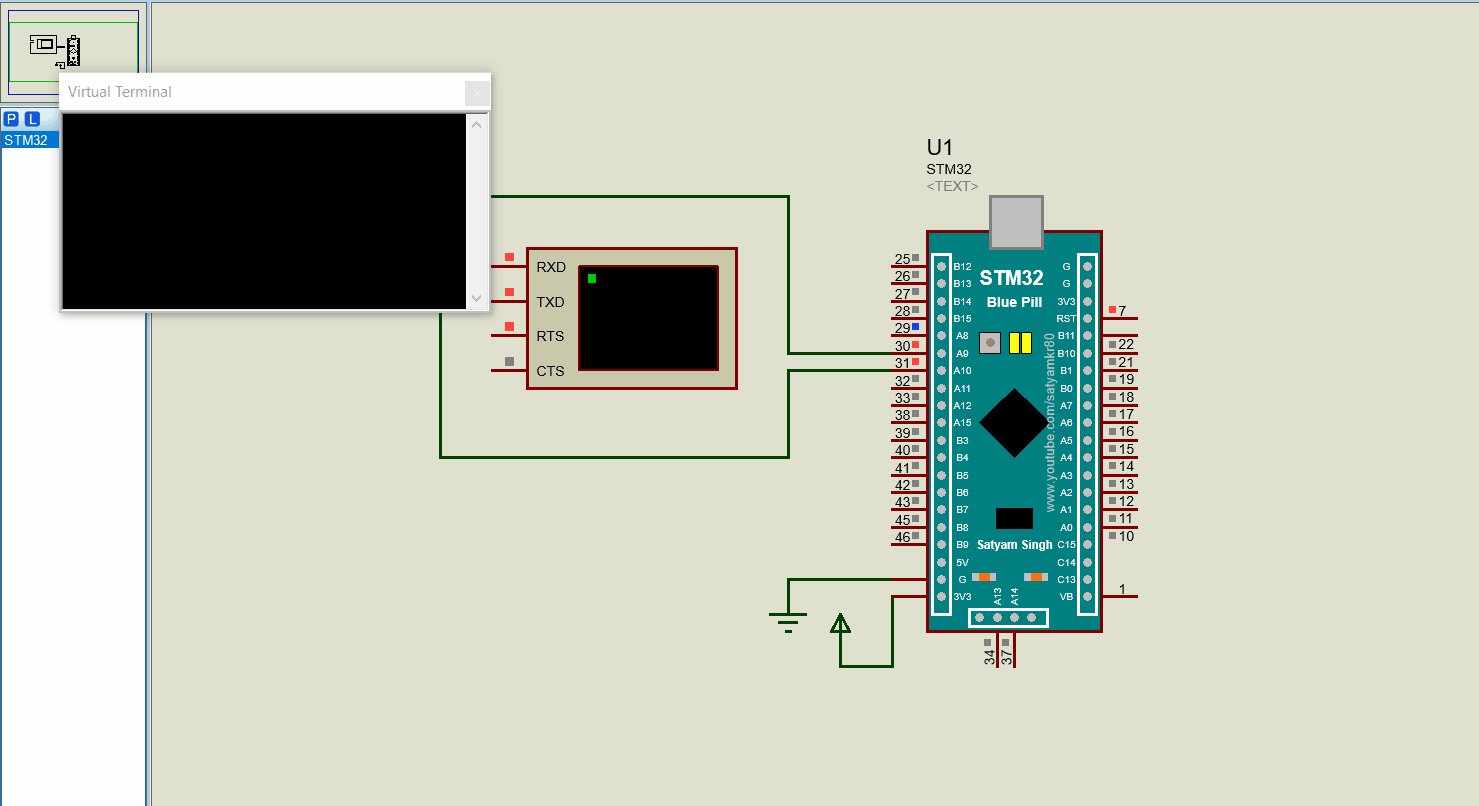 Virtual Terminal
P L
STM32
RXD
TXD
RTS
CTS
U1
STM32
<TEXT>
STM32
Blue Pill
www.youtube.com/satyamkr80
Satyam Singh
25 B12
26 B13
27 B14
28 B15
29 A8
30 A9
31 A10
32 A11
33 A12
38 A15
39 B3
40 B4
41 B5
42 B6
43 B7
45 B8
46 B9
5V
G
3V3
G
G
3V3
RST 7
B11
B10 22
B1 21
B0 19
A7 18
A6 17
A5 16
A4 15
A3 14
A2 13
A1 12
A0 11
C15 10
C14
C13
VB 1
A13
A14
34
37